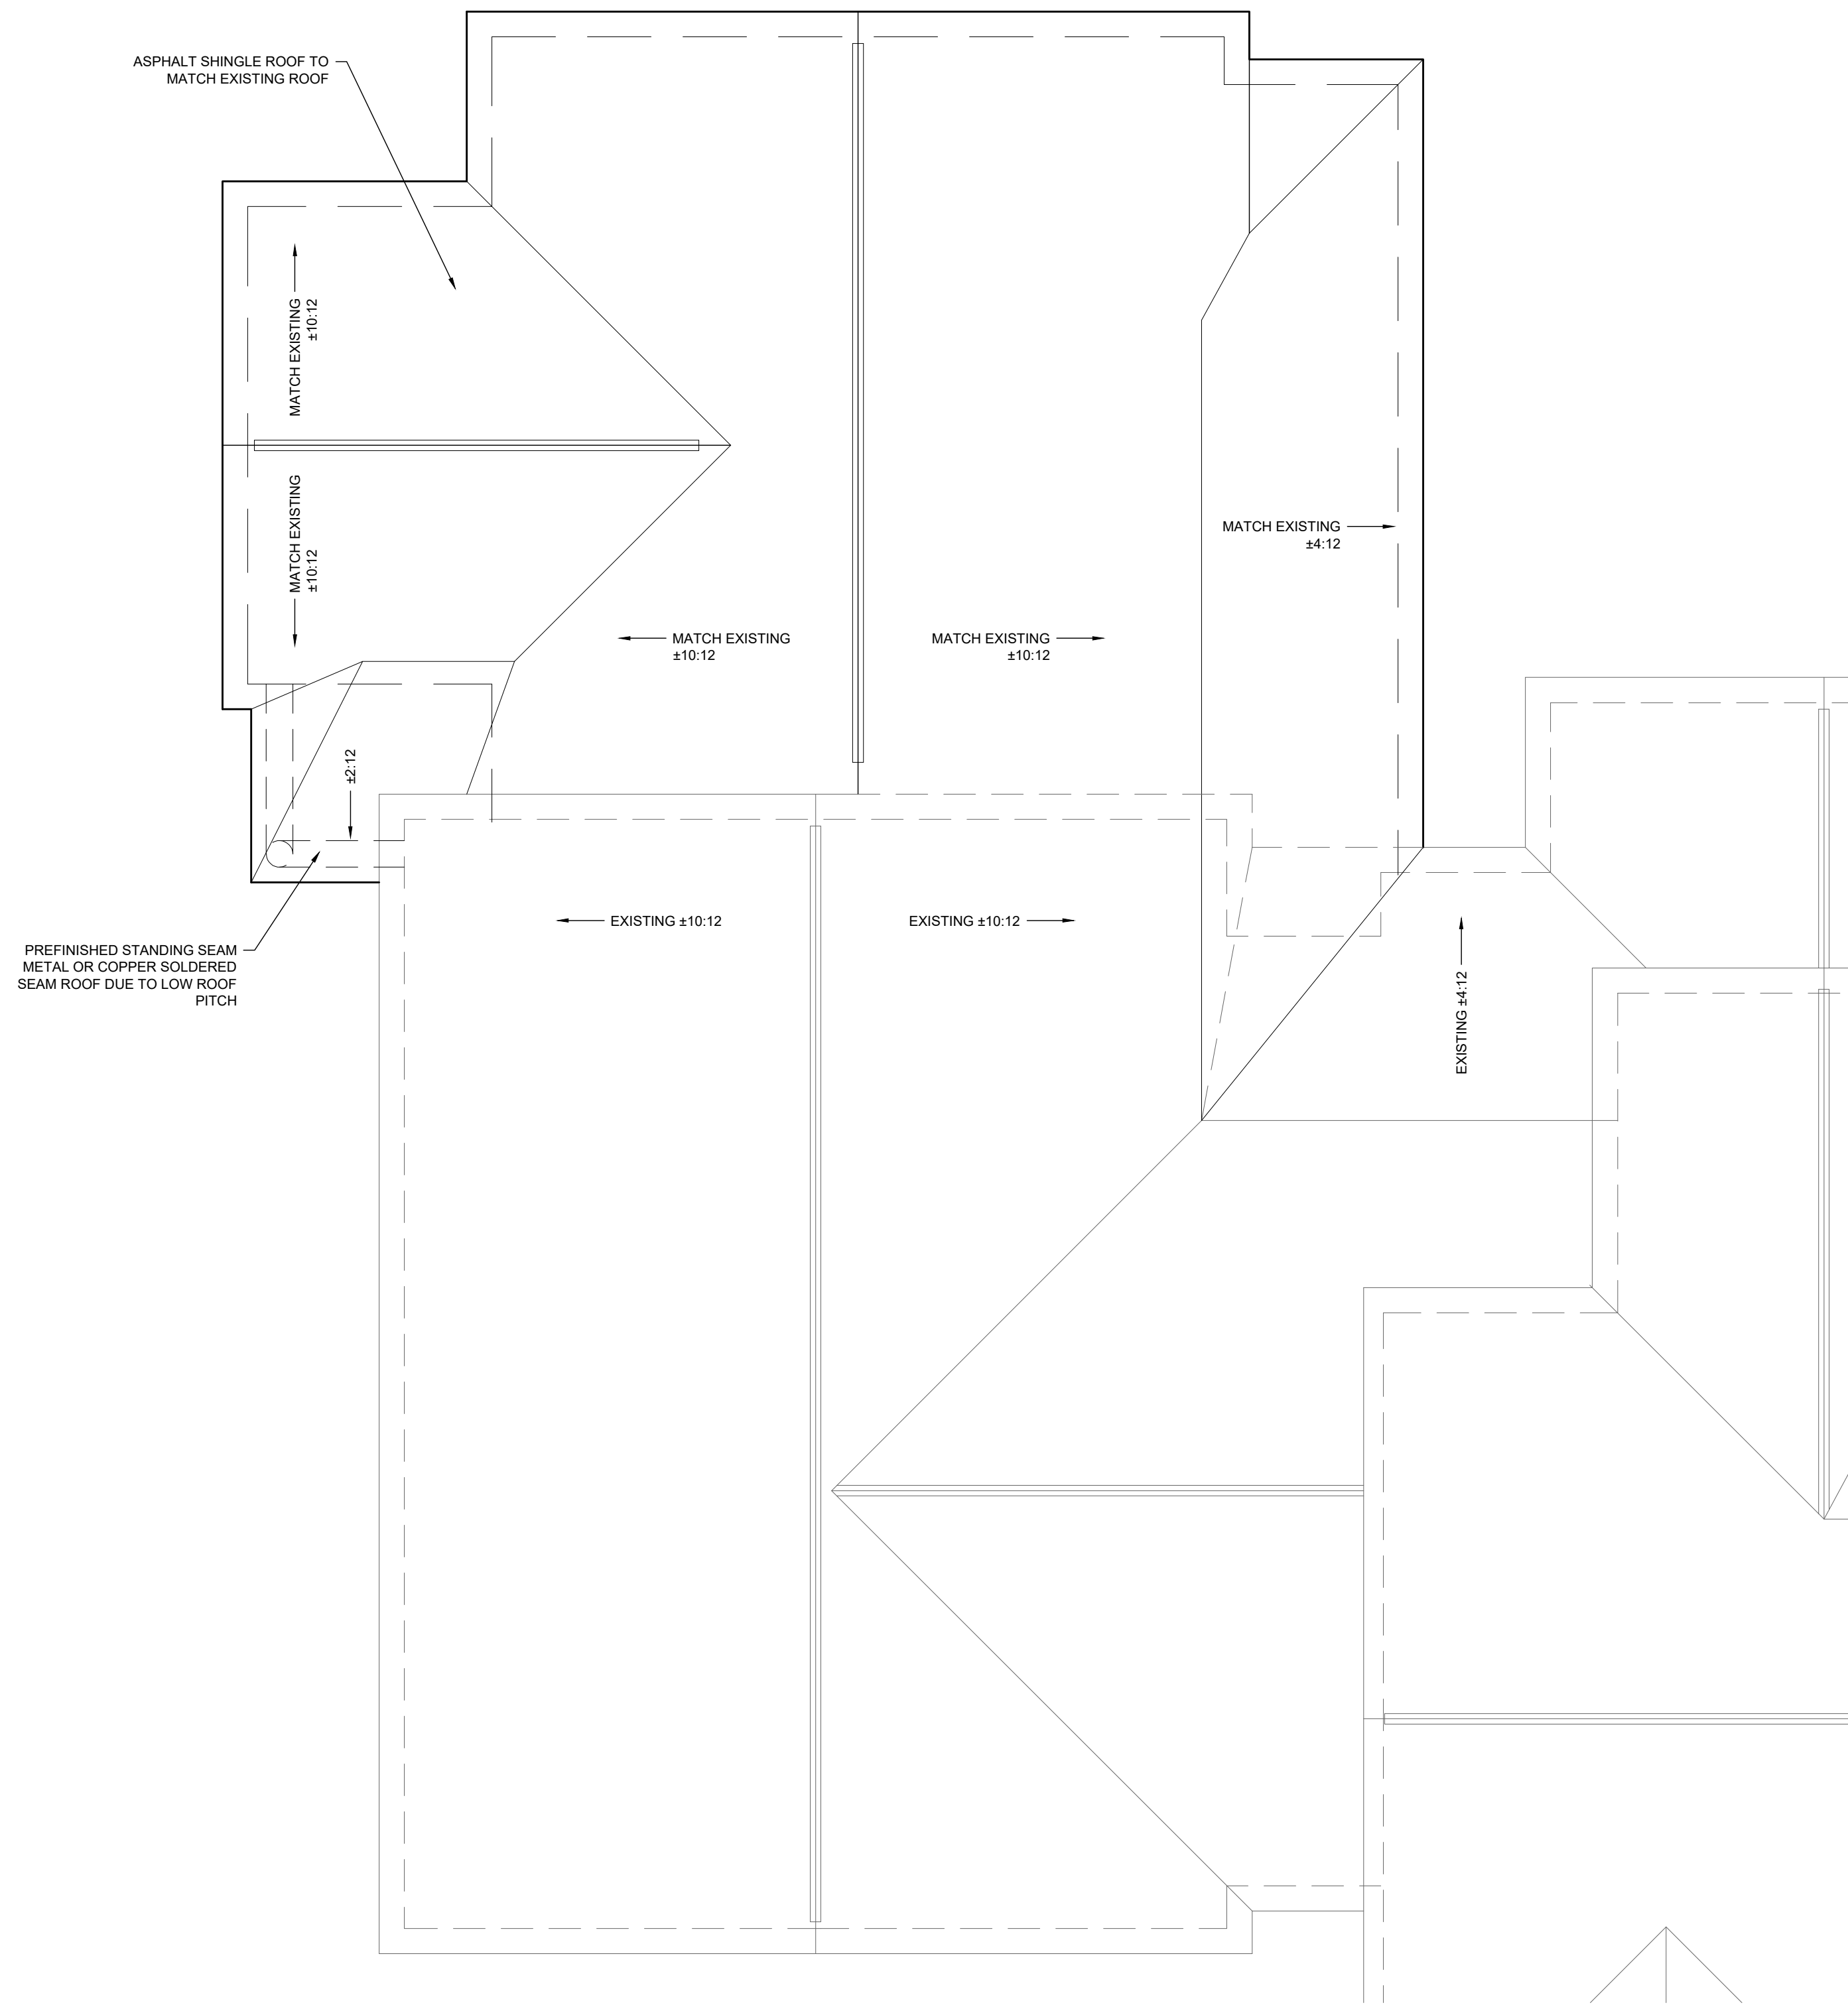 ASPHALT SHINGLE ROOF TO
MATCH EXISTING ROOF
MATCH EXISTING
±10:12
MATCH EXISTING
±10:12
MATCH EXISTING
±4:12
MATCH EXISTING
±10:12
MATCH EXISTING
±10:12
±2:12
EXISTING ±10:12
EXISTING ±10:12
EXISTING ±4:12
PREFINISHED STANDING SEAM
METAL OR COPPER SOLDERED
SEAM ROOF DUE TO LOW ROOF
PITCH